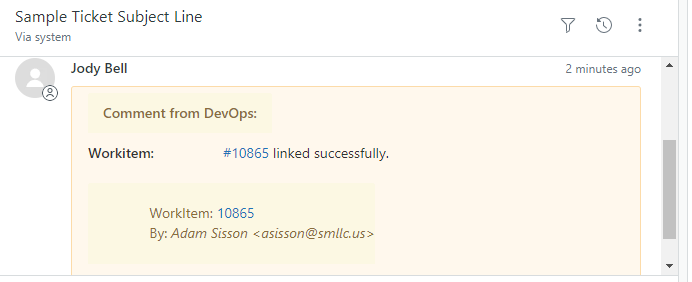 Sample Ticket Subject Line
Via system
Jody Bell 2 minutes ago
Comment from DevOps:
Workitem: #10865 linked successfully.
WorkItem: 10865
By: Adam Sisson <asisson@smllc.us>